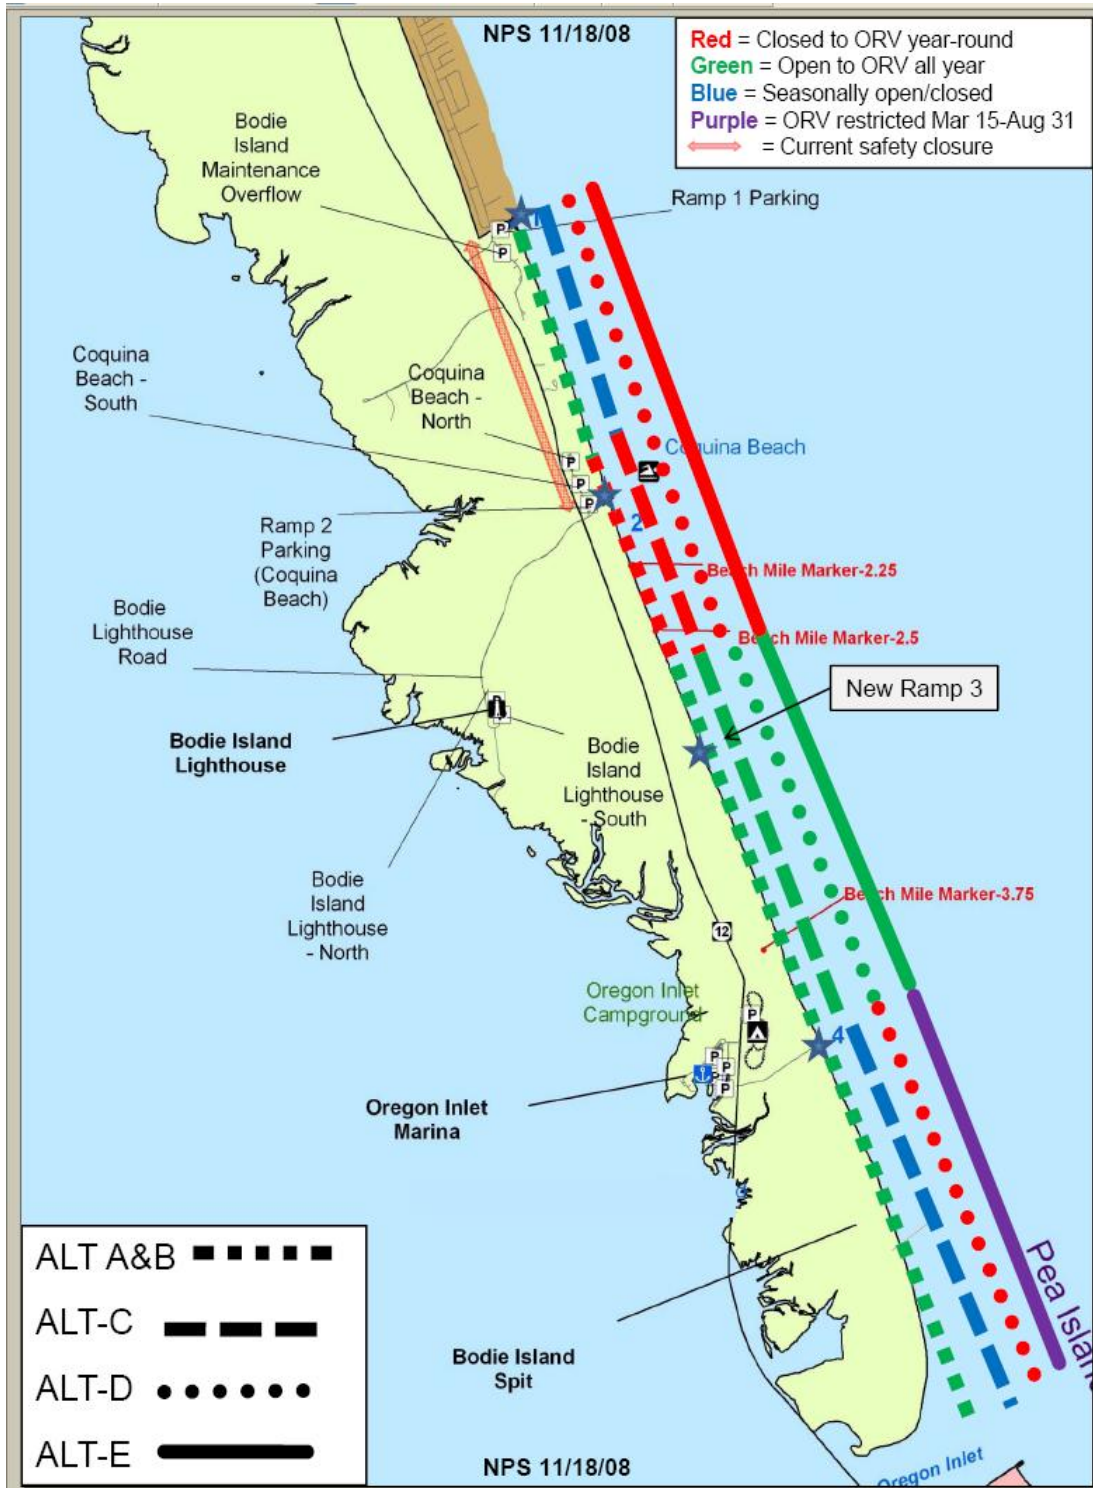 NPS 11/18/08
Red = Closed to ORV year-round
Green = Open to ORV all year
Blue = Seasonally open/closed
Purple = ORV restricted Mar 15-Aug 31
= Current safety closure
Bodie
Island
Maintenance
Overflow
Ramp 1 Parking
P
1
P
Coquina
Beach -
South
Coquina
Beach -
North
Coquina Beach
P
P
P
2
Ramp 2
Parking
(Coquina
Beach)
Beach Mile Marker-2.25
Bodie
Lighthouse
Road
Beach Mile Marker-2.5
New Ramp 3
Bodie Island
Lighthouse
Bodie
Island
Lighthouse
- South
Bodie
Island
Lighthouse
- North
Beach Mile Marker-3.75
12
Oregon Inlet
Campground
P
4
P
P
P
Oregon Inlet
Marina
Pea Island
Bodie Island
Spit
ALT A&B
ALT-C
ALT-D
ALT-E
NPS 11/18/08
Oregon Inlet